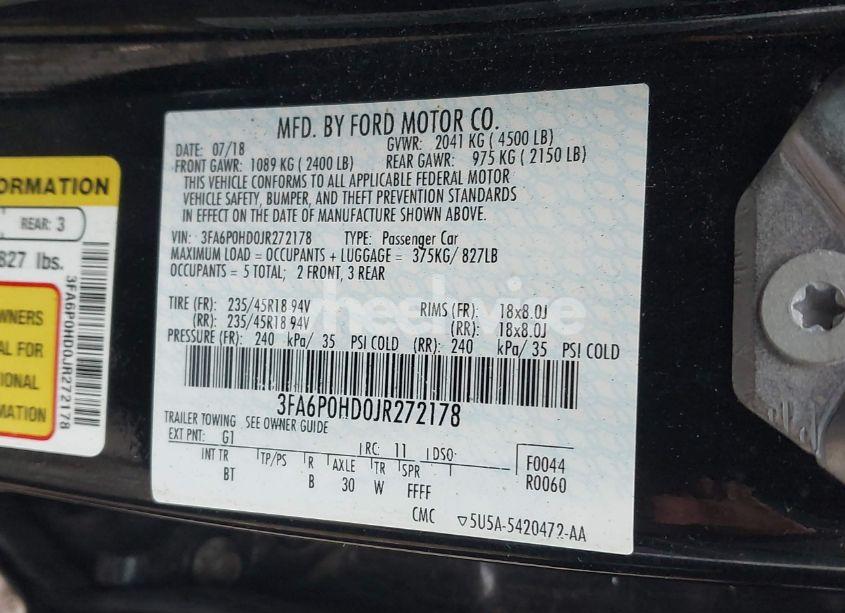 ORMATION
REAR: 3
827 lbs.
WNERS
AL FOR
TIONAL
RMATION
3FA6P0HD0JR272178
MFD. BY FORD MOTOR CO.
DATE: 07/18 GVWR: 2041 KG ( 4500 LB)
FRONT GAWR: 1089 KG ( 2400 LB) REAR GAWR: 975 KG ( 2150 LB)
THIS VEHICLE CONFORMS TO ALL APPLICABLE FEDERAL MOTOR
VEHICLE SAFETY, BUMPER, AND THEFT PREVENTION STANDARDS
IN EFFECT ON THE DATE OF MANUFACTURE SHOWN ABOVE.
VIN: 3FA6P0HD0JR272178 TYPE: Passenger Car
MAXIMUM LOAD = OCCUPANTS + LUGGAGE = 375KG/ 827LB
OCCUPANTS = 5 TOTAL; 2 FRONT, 3 REAR
TIRE (FR): 235/45R18 94V RIMS (FR): 18x8.0J
(RR): 235/45R18 94V (RR): 18x8.0J
PRESSURE (FR): 240 kPa/ 35 PSI COLD (RR): 240 kPa/ 35 PSI COLD
3FA6P0HD0JR272178
TRAILER TOWING SEE OWNER GUIDE
EXT PNT: G1 RC: 11 DSO:
INT TR TP/PS R AXLE TR SPR
BT B 30 W FFFF
F0044
R0060
CMC ▽5U5A-5420472-AA